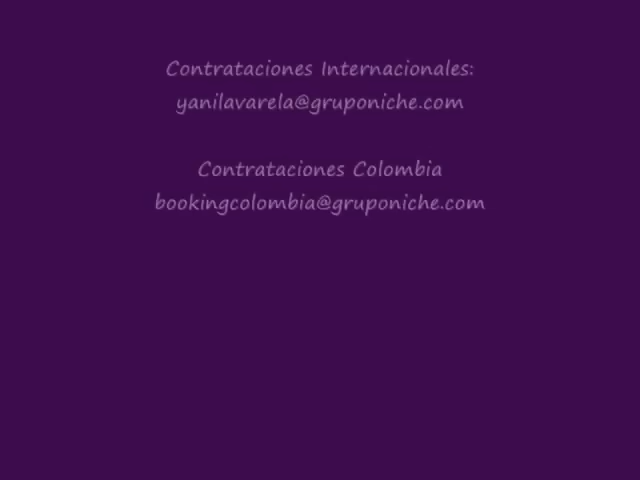 Contrataciones Internacionales:
yanilavarela@gruponiche.com
Contrataciones Colombia
bookingcolombia@gruponiche.com